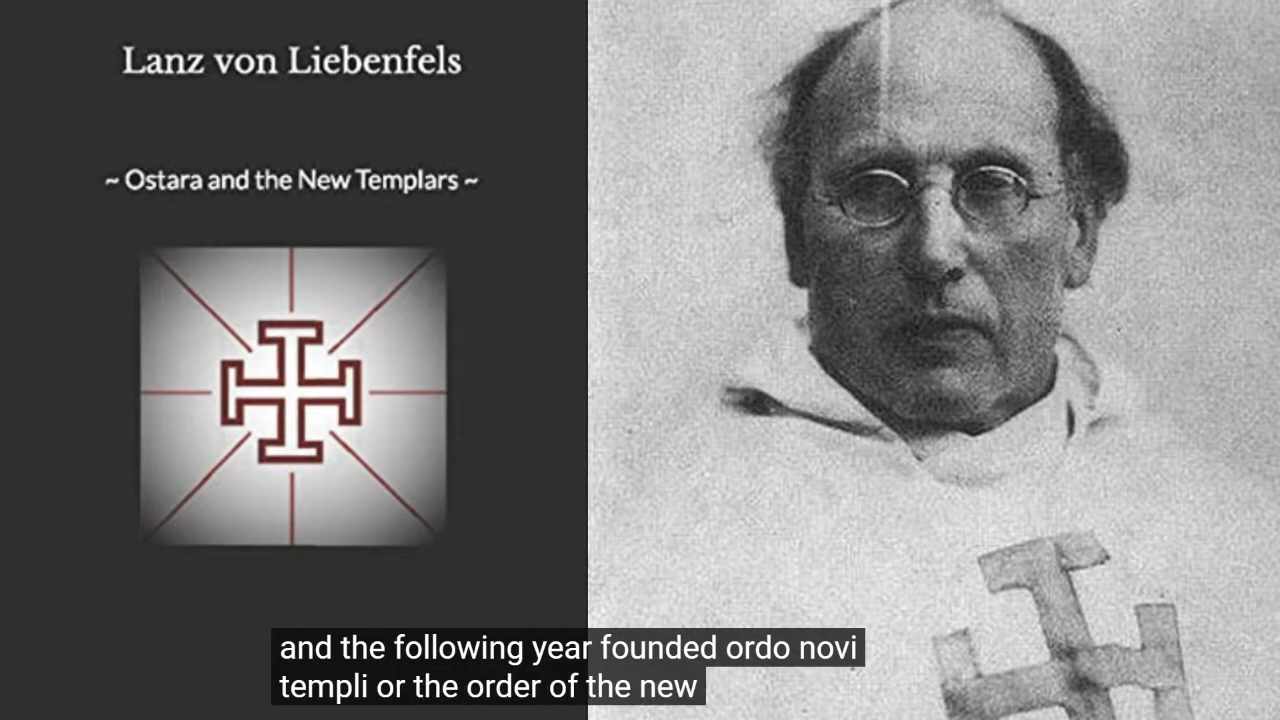 Lanz von Liebenfels
~ Ostara and the New Templars ~
and the following year founded ordo novi
templi or the order of the new